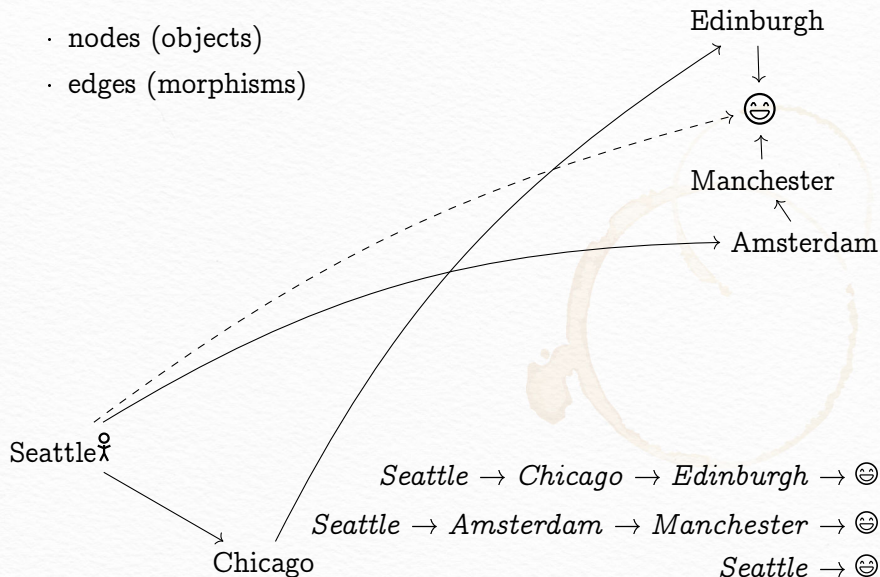 Edinburgh
· nodes (objects)
· edges (morphisms)
😄
Manchester
Amsterdam
Seattle
Seattle → Chicago → Edinburgh → 😄
Seattle → Amsterdam → Manchester → 😄
Chicago
Seattle → 😄